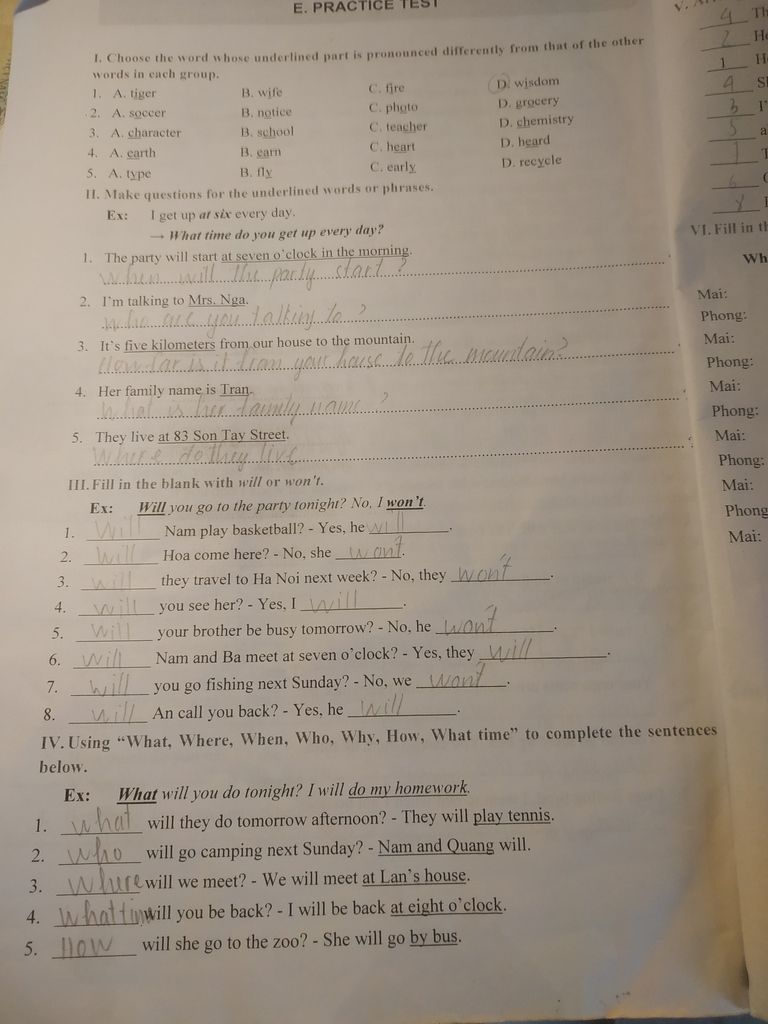 E. PRACTICE TEST
I. Choose the word whose underlined part is pronounced differently from that of the other
words in each group.
1. A. tiger B. wife C. fire D. wisdom
2. A. soccer B. notice C. photo D. grocery
3. A. character B. school C. teacher D. chemistry
4. A. earth B. earn C. heart D. heard
5. A. type B. fly C. early D. recycle
II. Make questions for the underlined words or phrases.
Ex: I get up at six every day.
→ What time do you get up every day?
1. The party will start at seven o'clock in the morning.
When will the party start ?
2. I'm talking to Mrs. Nga.
Who are you talking to ?
3. It's five kilometers from our house to the mountain.
How far is it from your house to the mountain?
4. Her family name is Tran.
What is her family name ?
5. They live at 83 Son Tay Street.
Where do they live
III. Fill in the blank with will or won't.
Ex: Will you go to the party tonight? No, I won't.
1. Will Nam play basketball? - Yes, he will.
2. Will Hoa come here? - No, she won't.
3. will they travel to Ha Noi next week? - No, they won't.
4. will you see her? - Yes, I will.
5. will your brother be busy tomorrow? - No, he won't.
6. will Nam and Ba meet at seven o'clock? - Yes, they will.
7. will you go fishing next Sunday? - No, we won't.
8. will An call you back? - Yes, he will.
IV. Using "What, Where, When, Who, Why, How, What time" to complete the sentences
below.
Ex: What will you do tonight? I will do my homework.
1. what will they do tomorrow afternoon? - They will play tennis.
2. who will go camping next Sunday? - Nam and Quang will.
3. where will we meet? - We will meet at Lan's house.
4. what time will you be back? - I will be back at eight o'clock.
5. How will she go to the zoo? - She will go by bus.
V.
4 Th
2 He
1 H
4
3 I'
5 a
1 T
6
VI. Fill in th
Wh
Mai:
Phong:
Mai:
Phong:
Mai:
Phong:
Mai:
Phong:
Mai:
Phong
Mai: